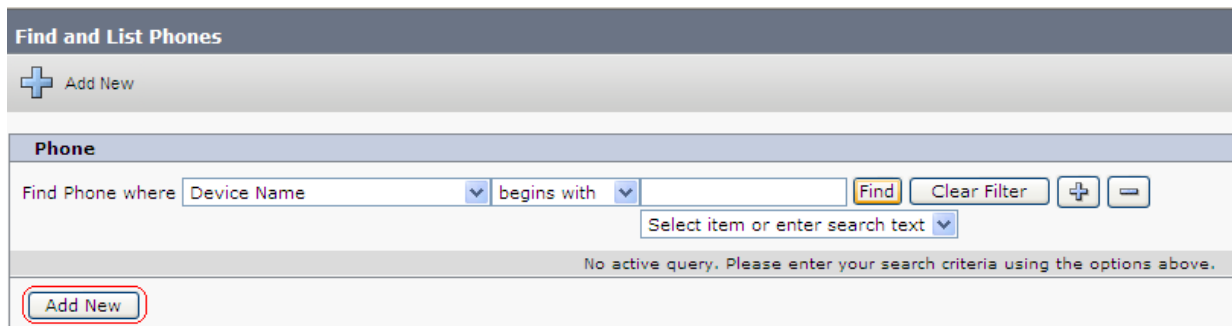 Find and List Phones
Add New
Phone
Find Phone where Device Name begins with Find Clear Filter
Select item or enter search text
No active query. Please enter your search criteria using the options above.
Add New